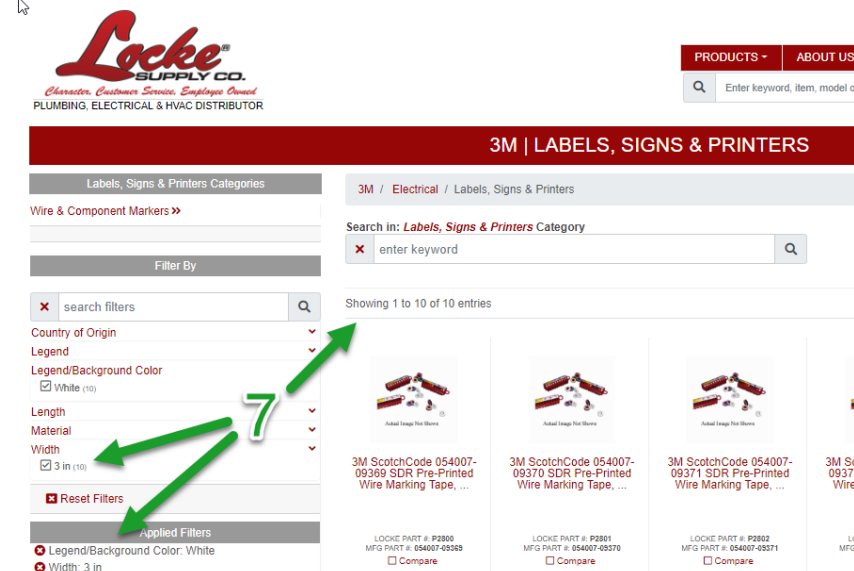 Locke®
SUPPLY CO.
Character, Customer Service, Employee Owned
PLUMBING, ELECTRICAL & HVAC DISTRIBUTOR
PRODUCTS
ABOUT US
Enter keyword, item, model o
3M | LABELS, SIGNS & PRINTERS
Labels, Signs & Printers Categories
Wire & Component Markers »
Filter By
search filters
Country of Origin
Legend
Legend/Background Color
White (10)
Length
Material
Width
3 in (10)
Reset Filters
Applied Filters
Legend/Background Color: White
Width: 3 in
7
3M / Electrical / Labels, Signs & Printers
Search in: Labels, Signs & Printers Category
enter keyword
Showing 1 to 10 of 10 entries
Actual Image Not Shown
Actual Image Not Shown
Actual Image Not Shown
3M ScotchCode 054007-
09369 SDR Pre-Printed
Wire Marking Tape, ...
LOCKE PART #: P2800
MFG PART #: 054007-09369
Compare
3M ScotchCode 054007-
09370 SDR Pre-Printed
Wire Marking Tape, ...
LOCKE PART #: P2801
MFG PART #: 054007-09370
Compare
3M ScotchCode 054007-
09371 SDR Pre-Printed
Wire Marking Tape, ...
LOCKE PART #: P2802
MFG PART #: 054007-09371
Compare
3M S
0937
Wire